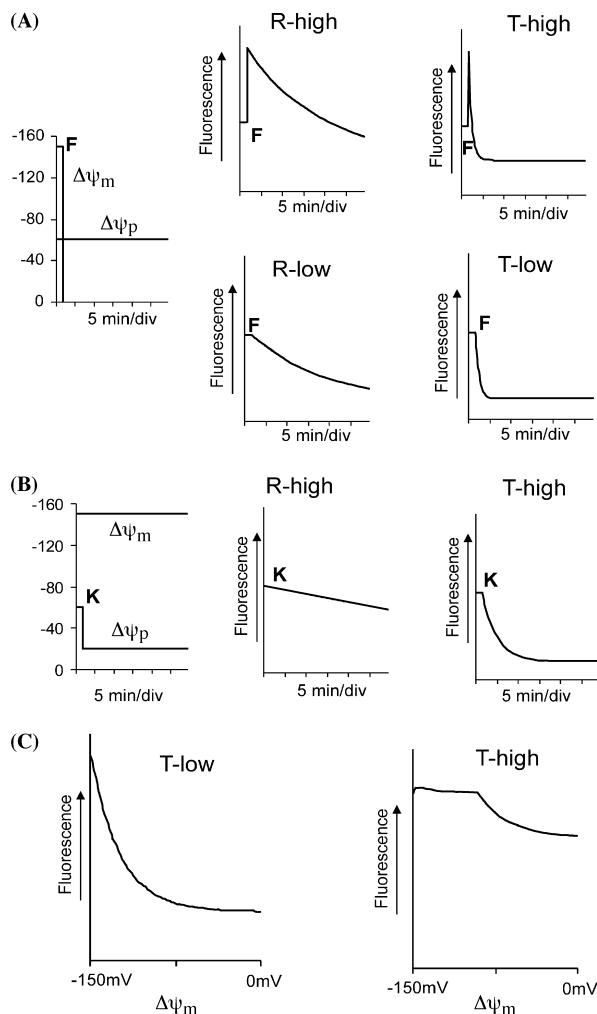 (A)
R-high
Fluorescence
F
5 min/div
T-high
Fluorescence
F
5 min/div
-160
-120
-80
-40
0
F
Δψm
Δψp
5 min/div
R-low
Fluorescence
F
5 min/div
T-low
Fluorescence
F
5 min/div
(B)
-160
-120
-80
-40
0
Δψm
K
Δψp
5 min/div
R-high
Fluorescence
K
5 min/div
T-high
Fluorescence
K
5 min/div
(C)
T-low
Fluorescence
-150mV
0mV
Δψm
T-high
Fluorescence
-150mV
0mV
Δψm